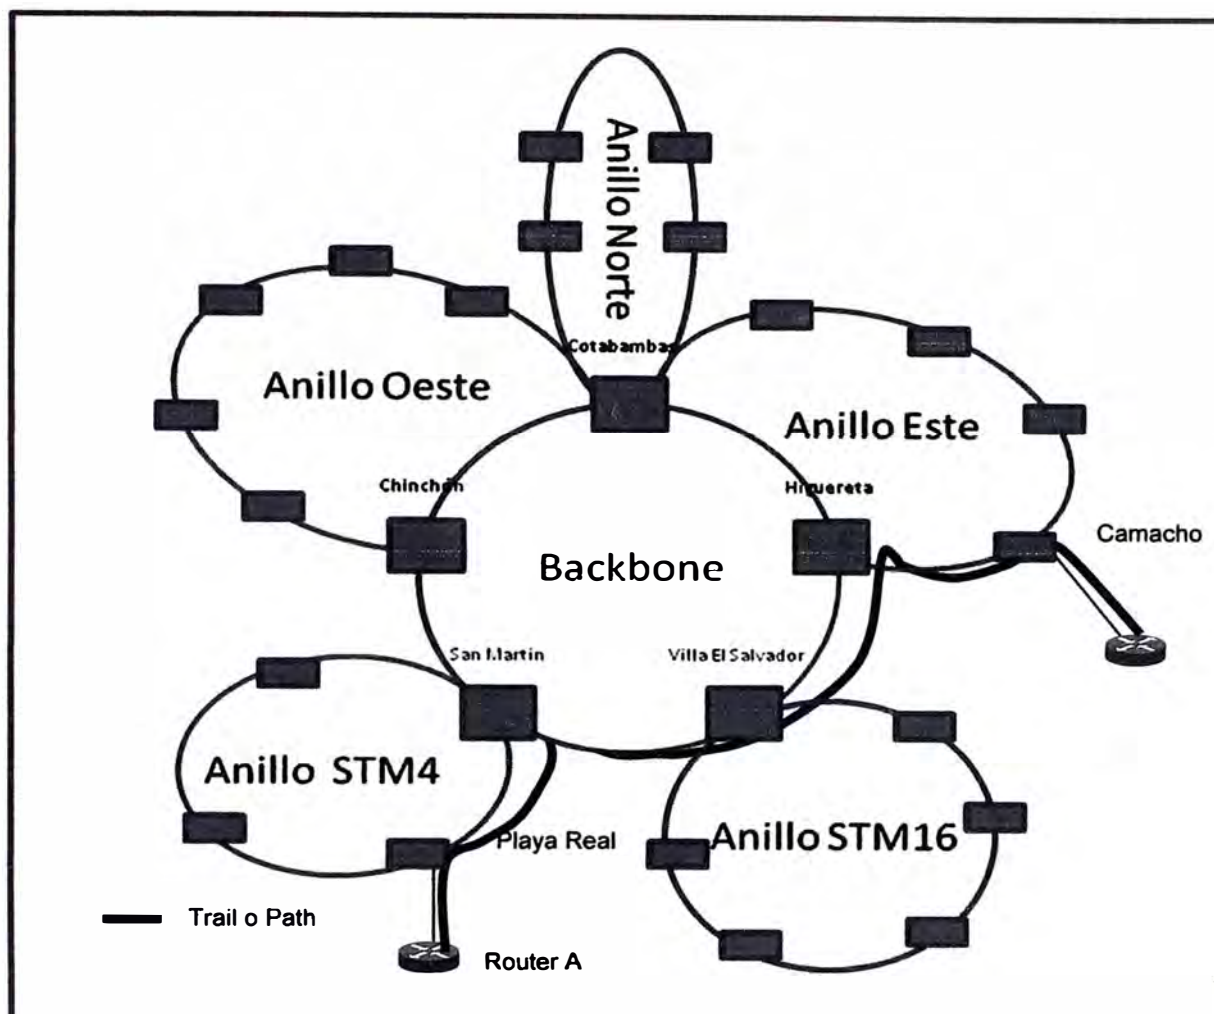 Anillo Norte
Cotabambas
Anillo Oeste
Anillo Este
Chinchón
Higuereta
Camacho
Backbone
San Martin
Villa El Salvador
Anillo STM4
Playa Real
Anillo STM16
Trail o Path
Router A